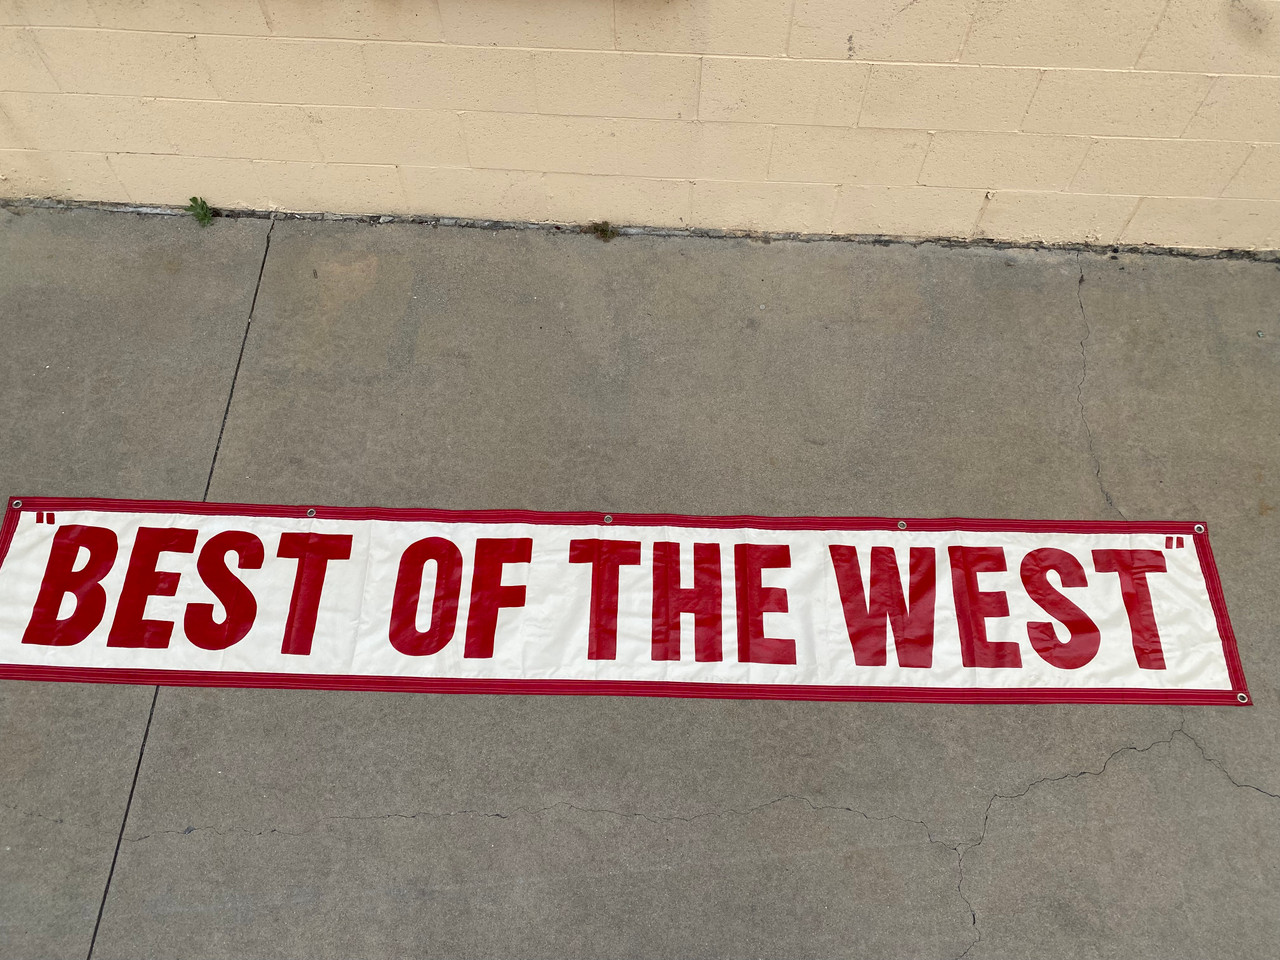 "BEST OF THE WEST"